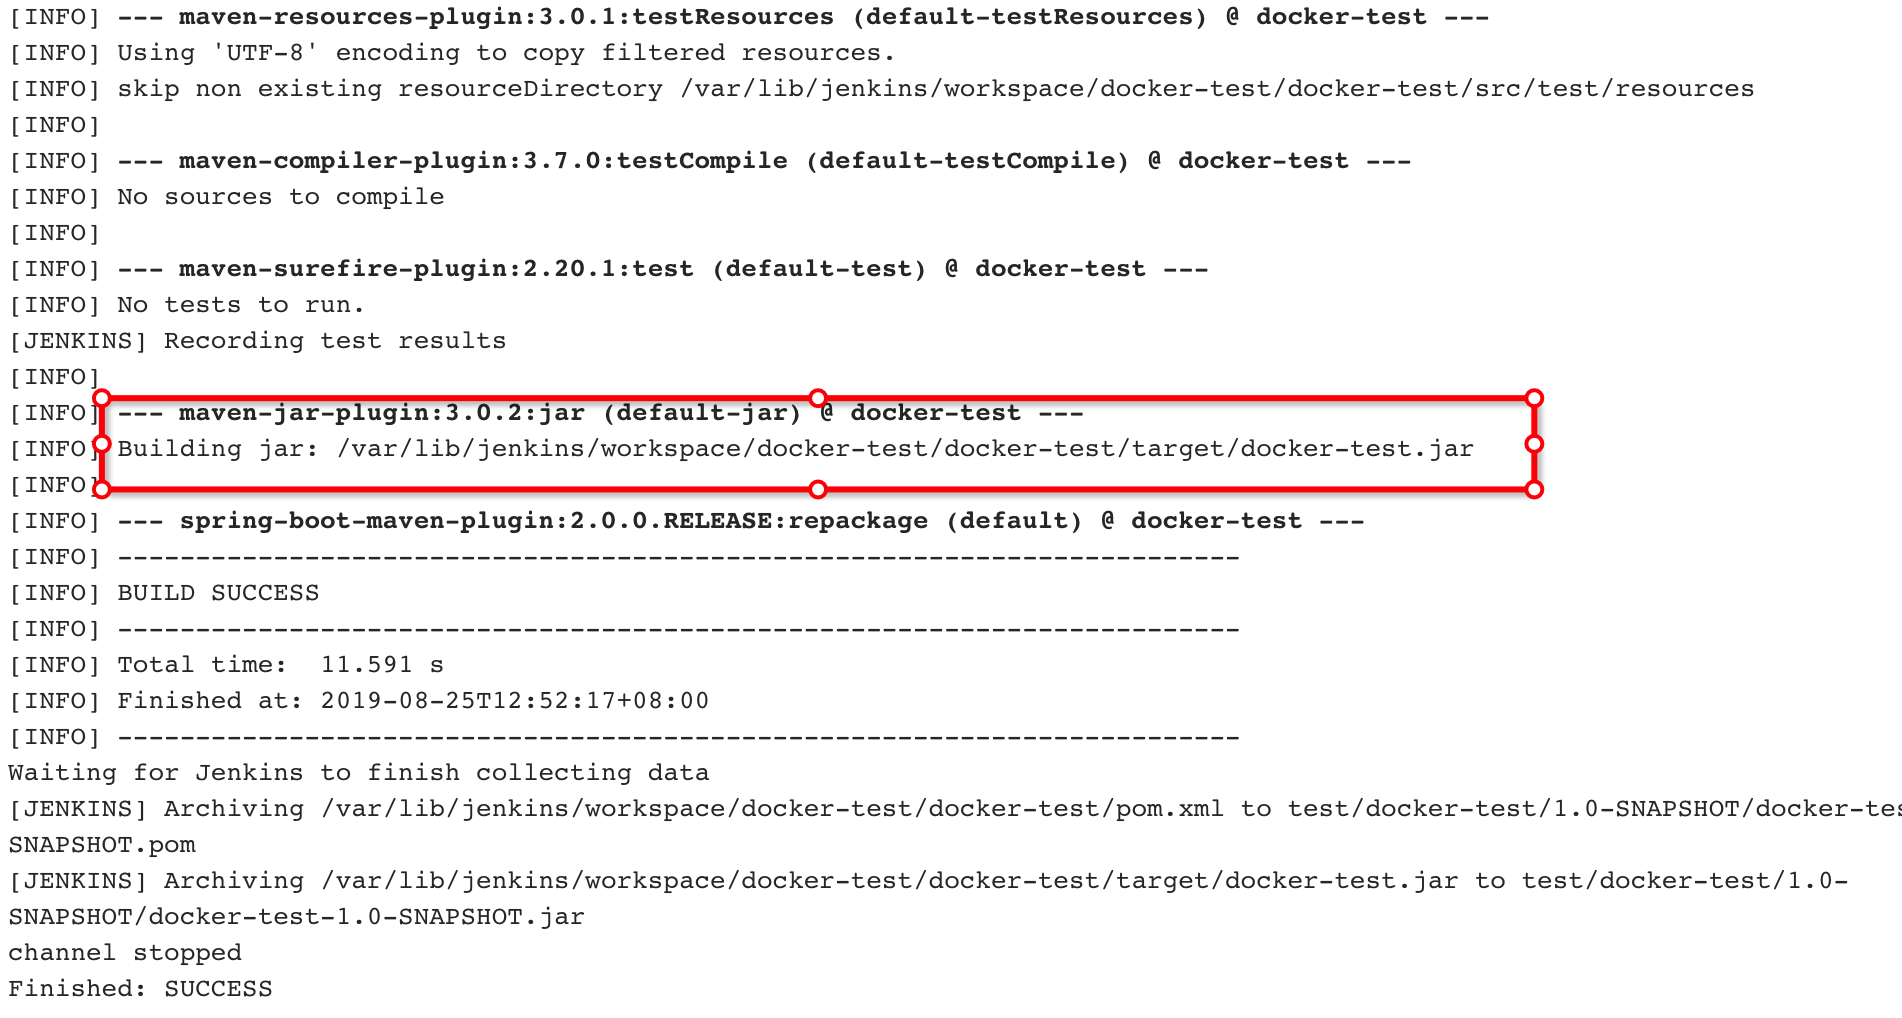 [INFO] --- maven-resources-plugin:3.0.1:testResources (default-testResources) @ docker-test ---
[INFO] Using 'UTF-8' encoding to copy filtered resources.
[INFO] skip non existing resourceDirectory /var/lib/jenkins/workspace/docker-test/docker-test/src/test/resources
[INFO]
[INFO] --- maven-compiler-plugin:3.7.0:testCompile (default-testCompile) @ docker-test ---
[INFO] No sources to compile
[INFO]
[INFO] --- maven-surefire-plugin:2.20.1:test (default-test) @ docker-test ---
[INFO] No tests to run.
[JENKINS] Recording test results
[INFO]
[INFO] --- maven-jar-plugin:3.0.2:jar (default-jar) @ docker-test ---
[INFO] Building jar: /var/lib/jenkins/workspace/docker-test/docker-test/target/docker-test.jar
[INFO]
[INFO] --- spring-boot-maven-plugin:2.0.0.RELEASE:repackage (default) @ docker-test ---
[INFO] ------------------------------------------------------------------------
[INFO] BUILD SUCCESS
[INFO] ------------------------------------------------------------------------
[INFO] Total time:  11.591 s
[INFO] Finished at: 2019-08-25T12:52:17+08:00
[INFO] ------------------------------------------------------------------------
Waiting for Jenkins to finish collecting data
[JENKINS] Archiving /var/lib/jenkins/workspace/docker-test/docker-test/pom.xml to test/docker-test/1.0-SNAPSHOT/docker-tes
SNAPSHOT.pom
[JENKINS] Archiving /var/lib/jenkins/workspace/docker-test/docker-test/target/docker-test.jar to test/docker-test/1.0-
SNAPSHOT/docker-test-1.0-SNAPSHOT.jar
channel stopped
Finished: SUCCESS